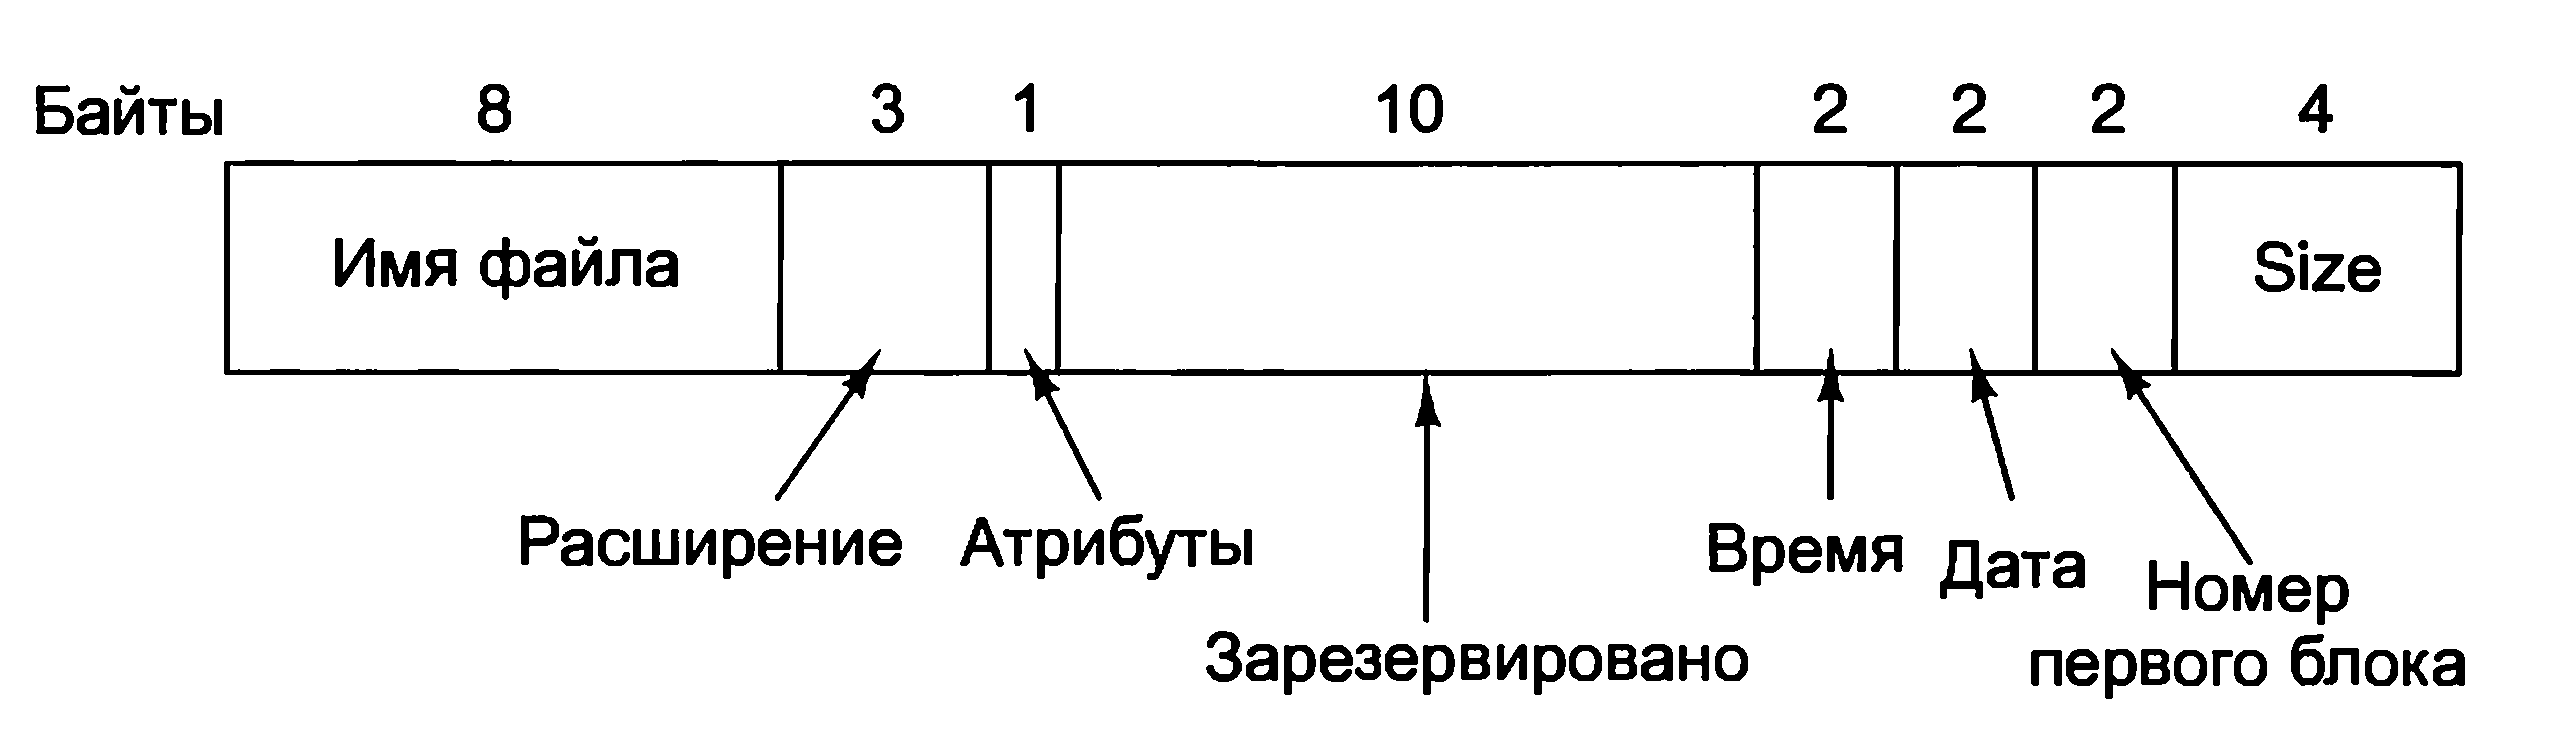 Байты 8 3 1 10 2 2 2 4
Имя файла Size
Расширение Атрибуты Время Дата Номер
первого блока
Зарезервировано